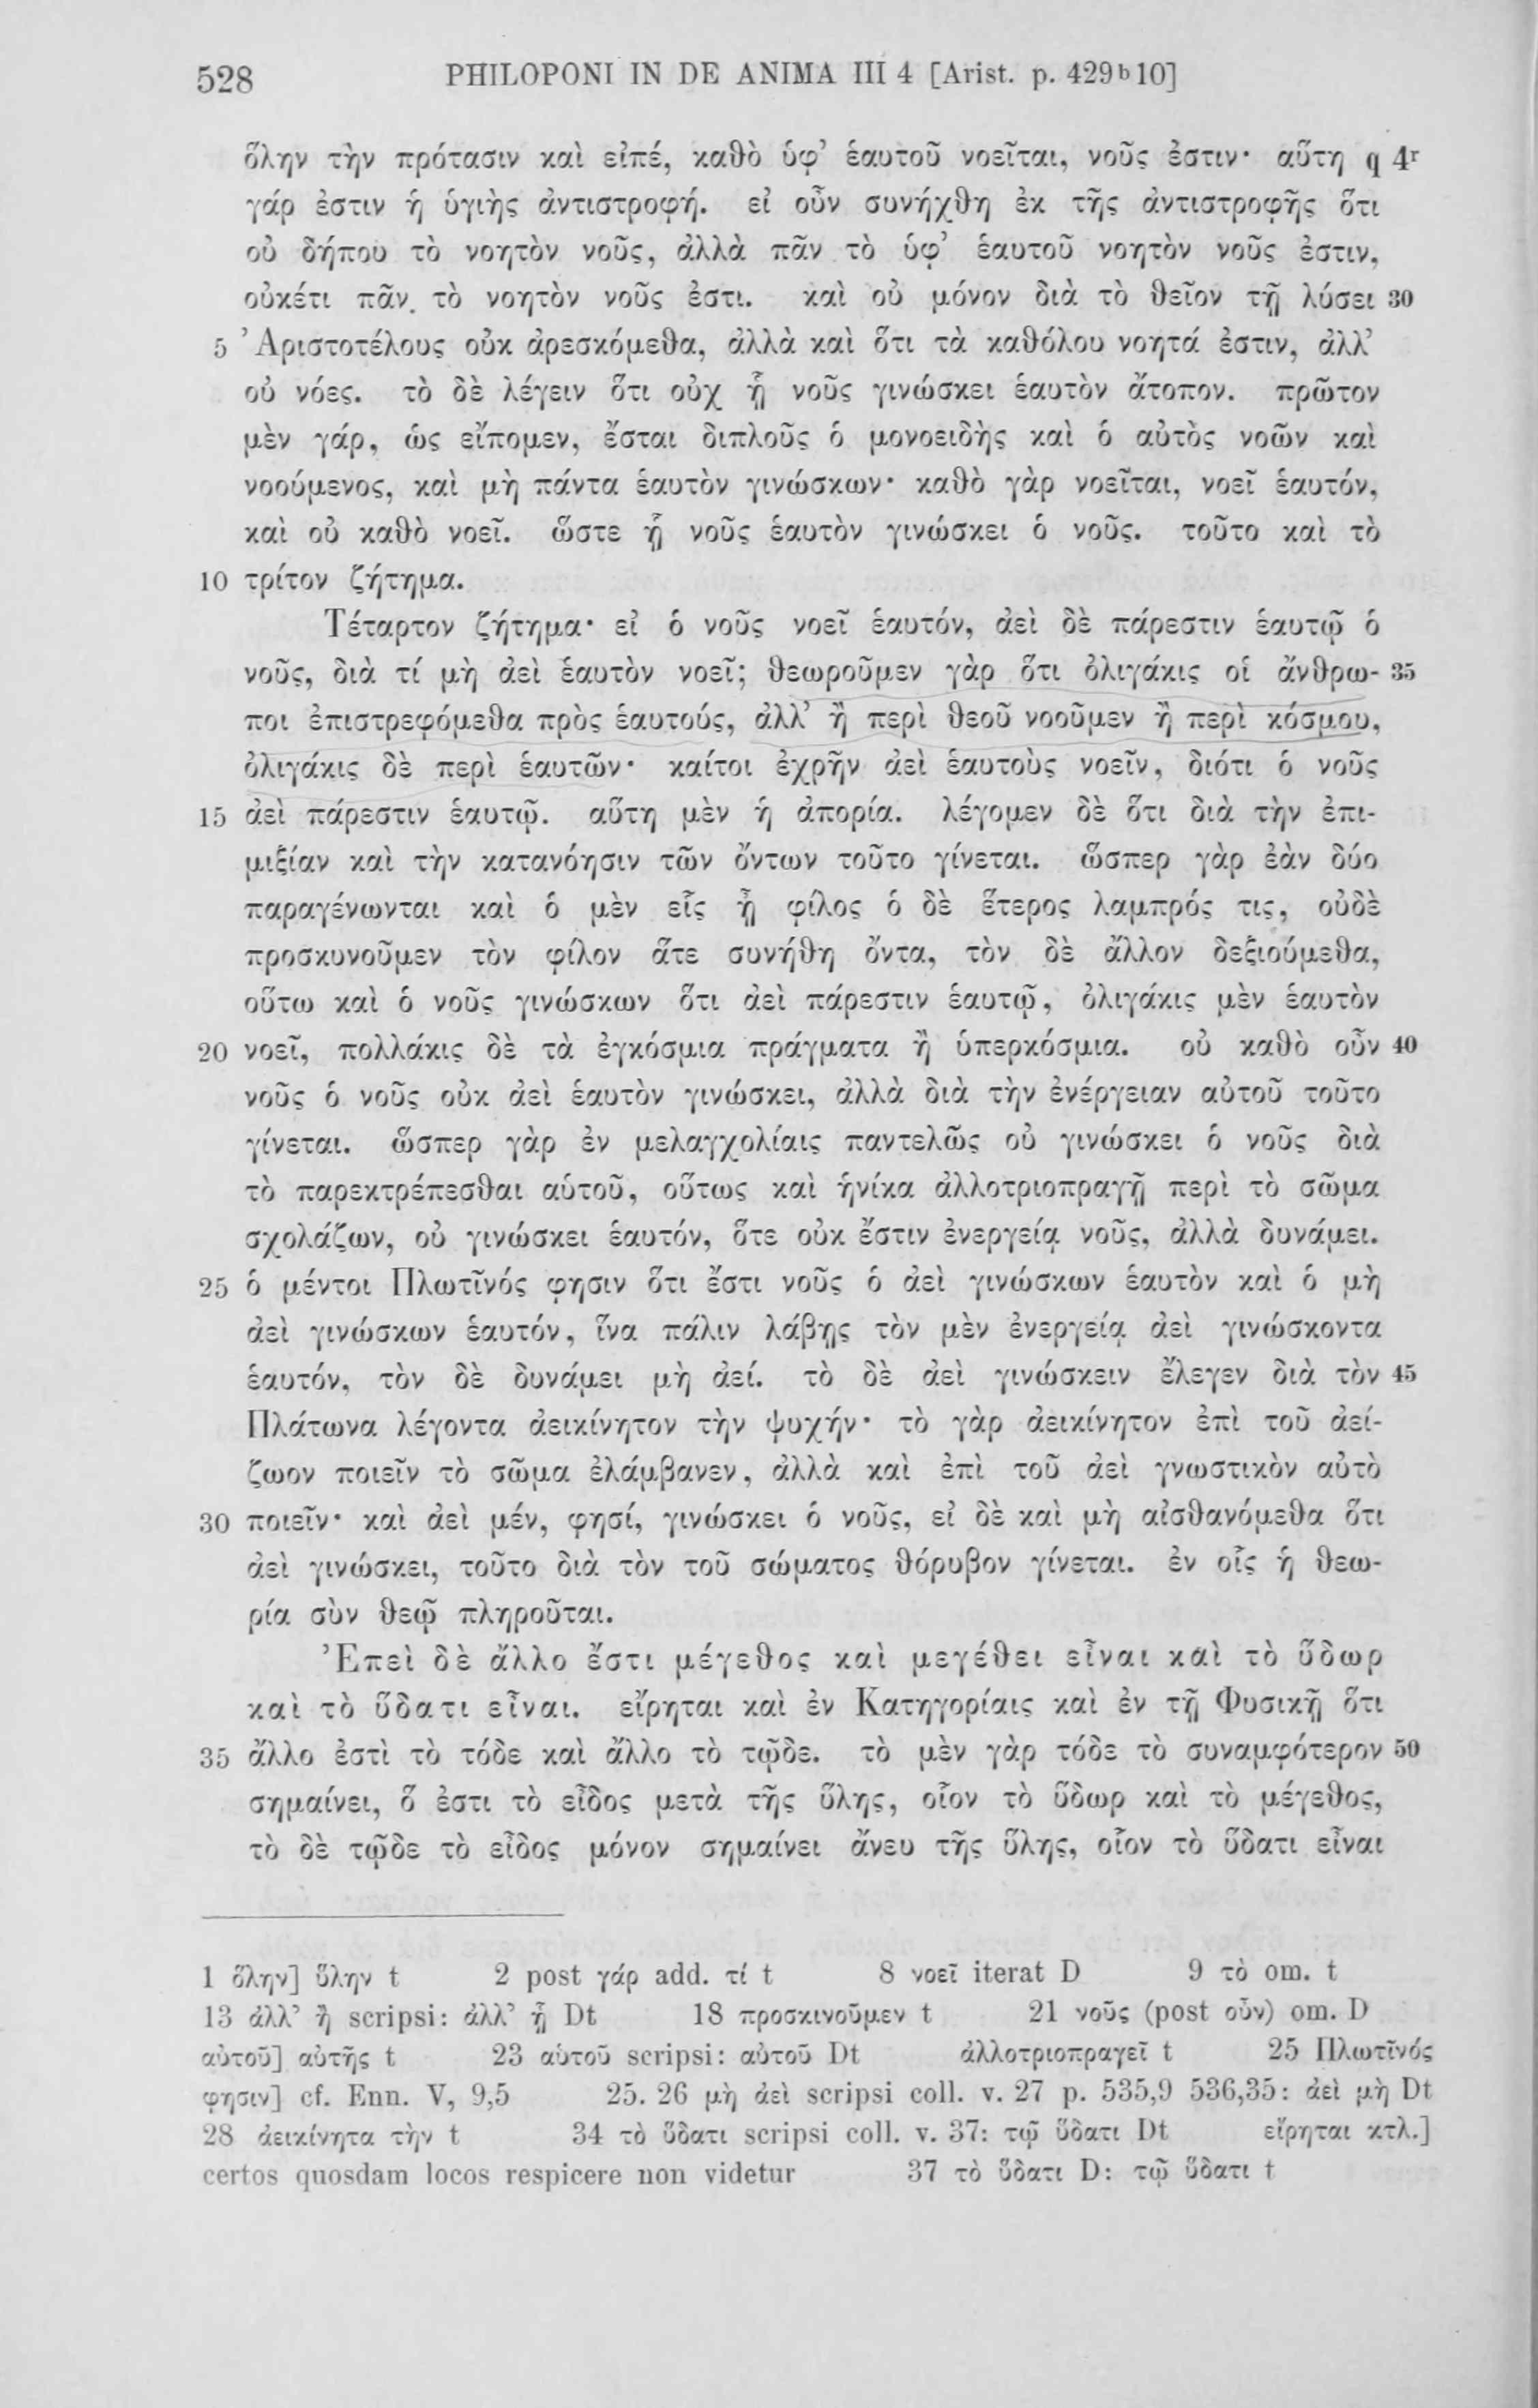 528 PHILOPONI IN DE ANIMA III 4 [Arist. p. 429ᵇ10]
ὅλην τὴν πρότασιν καὶ εἰπέ, καθὸ ὑφ’ ἑαυτοῦ νοεῖται, νοῦς ἐστιν· αὕτη q 4ʳ
γάρ ἐστιν ἡ ὑγιὴς ἀντιστροφή. εἰ οὖν συνήχθη ἐκ τῆς ἀντιστροφῆς ὅτι
οὐ δήπου τὸ νοητὸν νοῦς, ἀλλὰ πᾶν τὸ ὑφ’ ἑαυτοῦ νοητὸν νοῦς ἐστιν,
οὐκέτι πᾶν τὸ νοητὸν νοῦς ἐστι. καὶ οὐ μόνον διὰ τὸ θεῖον τῇ λύσει 30
5 Ἀριστοτέλους οὐκ ἀρεσκόμεθα, ἀλλὰ καὶ ὅτι τὰ καθόλου νοητά ἐστιν, ἀλλ’
οὐ νόες. τὸ δὲ λέγειν ὅτι οὐχ ᾗ νοῦς γινώσκει ἑαυτὸν ἄτοπον. πρῶτον
μὲν γάρ, ὡς εἴπομεν, ἔσται διπλοῦς ὁ μονοειδὴς καὶ ὁ αὐτὸς νοῶν καὶ
νοούμενος, καὶ μὴ πάντα ἑαυτὸν γινώσκων· καθὸ γὰρ νοεῖται, νοεῖ ἑαυτόν,
καὶ οὐ καθὸ νοεῖ. ὥστε ᾗ νοῦς ἑαυτὸν γινώσκει ὁ νοῦς. τοῦτο καὶ τὸ
10 τρίτον ζήτημα.
Τέταρτον ζήτημα· εἰ ὁ νοῦς νοεῖ ἑαυτόν, ἀεὶ δὲ πάρεστιν ἑαυτῷ ὁ
νοῦς, διὰ τί μὴ ἀεὶ ἑαυτὸν νοεῖ; θεωροῦμεν γὰρ ὅτι ὀλιγάκις οἱ ἄνθρω- 35
ποι ἐπιστρεφόμεθα πρὸς ἑαυτούς, ἀλλ’ ἢ περὶ θεοῦ νοοῦμεν ἢ περὶ κόσμου,
ὀλιγάκις δὲ περὶ ἑαυτῶν· καίτοι ἐχρῆν ἀεὶ ἑαυτοὺς νοεῖν, διότι ὁ νοῦς
15 ἀεὶ πάρεστιν ἑαυτῷ. αὕτη μὲν ἡ ἀπορία. λέγομεν δὲ ὅτι διὰ τὴν ἐπι-
μιξίαν καὶ τὴν κατανόησιν τῶν ὄντων τοῦτο γίνεται. ὥσπερ γὰρ ἐὰν δύο
παραγένωνται καὶ ὁ μὲν εἷς ᾖ φίλος ὁ δὲ ἕτερος λαμπρός τις, οὐδὲ
προσκυνοῦμεν τὸν φίλον ἅτε συνήθη ὄντα, τὸν δὲ ἄλλον δεξιούμεθα,
οὕτω καὶ ὁ νοῦς γινώσκων ὅτι ἀεὶ πάρεστιν ἑαυτῷ, ὀλιγάκις μὲν ἑαυτὸν
20 νοεῖ, πολλάκις δὲ τὰ ἐγκόσμια πράγματα ἢ ὑπερκόσμια. οὐ καθὸ οὖν 40
νοῦς ὁ νοῦς οὐκ ἀεὶ ἑαυτὸν γινώσκει, ἀλλὰ διὰ τὴν ἐνέργειαν αὐτοῦ τοῦτο
γίνεται. ὥσπερ γὰρ ἐν μελαγχολίαις παντελῶς οὐ γινώσκει ὁ νοῦς διὰ
τὸ παρεκτρέπεσθαι αὑτοῦ, οὕτως καὶ ἡνίκα ἀλλοτριοπραγῇ περὶ τὸ σῶμα
σχολάζων, οὐ γινώσκει ἑαυτόν, ὅτε οὐκ ἔστιν ἐνεργείᾳ νοῦς, ἀλλὰ δυνάμει.
25 ὁ μέντοι Πλωτῖνός φησιν ὅτι ἔστι νοῦς ὁ ἀεὶ γινώσκων ἑαυτὸν καὶ ὁ μὴ
ἀεὶ γινώσκων ἑαυτόν, ἵνα πάλιν λάβῃς τὸν μὲν ἐνεργείᾳ ἀεὶ γινώσκοντα
ἑαυτόν, τὸν δὲ δυνάμει μὴ ἀεί. τὸ δὲ ἀεὶ γινώσκειν ἔλεγεν διὰ τὸν 45
Πλάτωνα λέγοντα ἀεικίνητον τὴν ψυχήν· τὸ γὰρ ἀεικίνητον ἐπὶ τοῦ ἀεί-
ζωον ποιεῖν τὸ σῶμα ἐλάμβανεν, ἀλλὰ καὶ ἐπὶ τοῦ ἀεὶ γνωστικὸν αὐτὸ
30 ποιεῖν· καὶ ἀεὶ μέν, φησί, γινώσκει ὁ νοῦς, εἰ δὲ καὶ μὴ αἰσθανόμεθα ὅτι
ἀεὶ γινώσκει, τοῦτο διὰ τὸν τοῦ σώματος θόρυβον γίνεται. ἐν οἷς ἡ θεω-
ρία σὺν θεῷ πληροῦται.
Ἐπεὶ δὲ ἄλλο ἔστι μέγεθος καὶ μεγέθει εἶναι καὶ τὸ ὕδωρ
καὶ τὸ ὕδατι εἶναι. εἴρηται καὶ ἐν Κατηγορίαις καὶ ἐν τῇ Φυσικῇ ὅτι
35 ἄλλο ἐστὶ τὸ τόδε καὶ ἄλλο τὸ τῷδε. τὸ μὲν γὰρ τόδε τὸ συναμφότερον 50
σημαίνει, ὅ ἐστι τὸ εἶδος μετὰ τῆς ὕλης, οἷον τὸ ὕδωρ καὶ τὸ μέγεθος,
τὸ δὲ τῷδε τὸ εἶδος μόνον σημαίνει ἄνευ τῆς ὕλης, οἷον τὸ ὕδατι εἶναι
1 ὅλην] ὕλην t 2 post γάρ add. τί t 8 νοεῖ iterat D 9 τὸ om. t
13 ἀλλ’ ἢ scripsi: ἀλλ’ ᾗ Dt 18 προσκινοῦμεν t 21 νοῦς (post οὖν) om. D
αὐτοῦ] αὐτῆς t 23 αὑτοῦ scripsi: αὐτοῦ Dt ἀλλοτριοπραγεῖ t 25 Πλωτῖνός
φησιν] cf. Enn. V, 9,5 25. 26 μὴ ἀεὶ scripsi coll. v. 27 p. 535,9 536,35: ἀεὶ μὴ Dt
28 ἀεικίνητα τὴν t 34 τὸ ὕδατι scripsi coll. v. 37: τῷ ὕδατι Dt εἴρηται κτλ.]
certos quosdam locos respicere non videtur 37 τὸ ὕδατι D: τῷ ὕδατι t